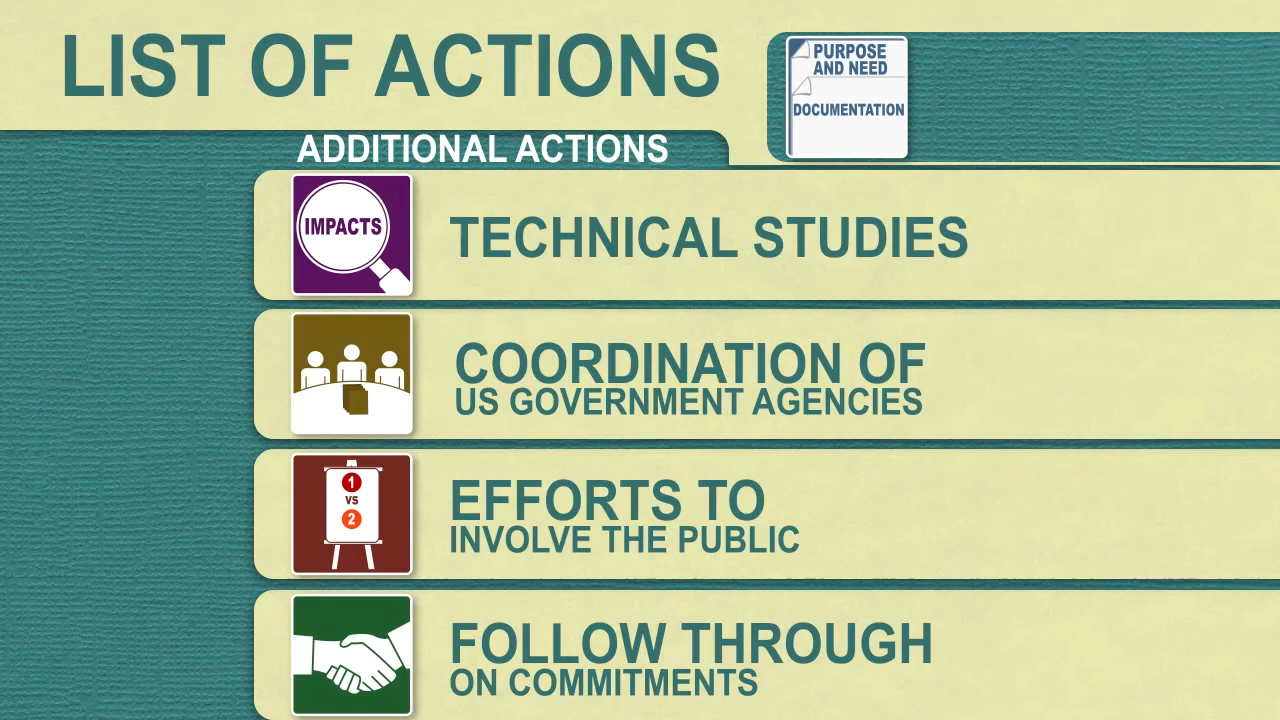 LIST OF ACTIONS
PURPOSE
AND NEED
DOCUMENTATION
ADDITIONAL ACTIONS
IMPACTS
TECHNICAL STUDIES
COORDINATION OF
US GOVERNMENT AGENCIES
1
VS
2
EFFORTS TO
INVOLVE THE PUBLIC
FOLLOW THROUGH
ON COMMITMENTS